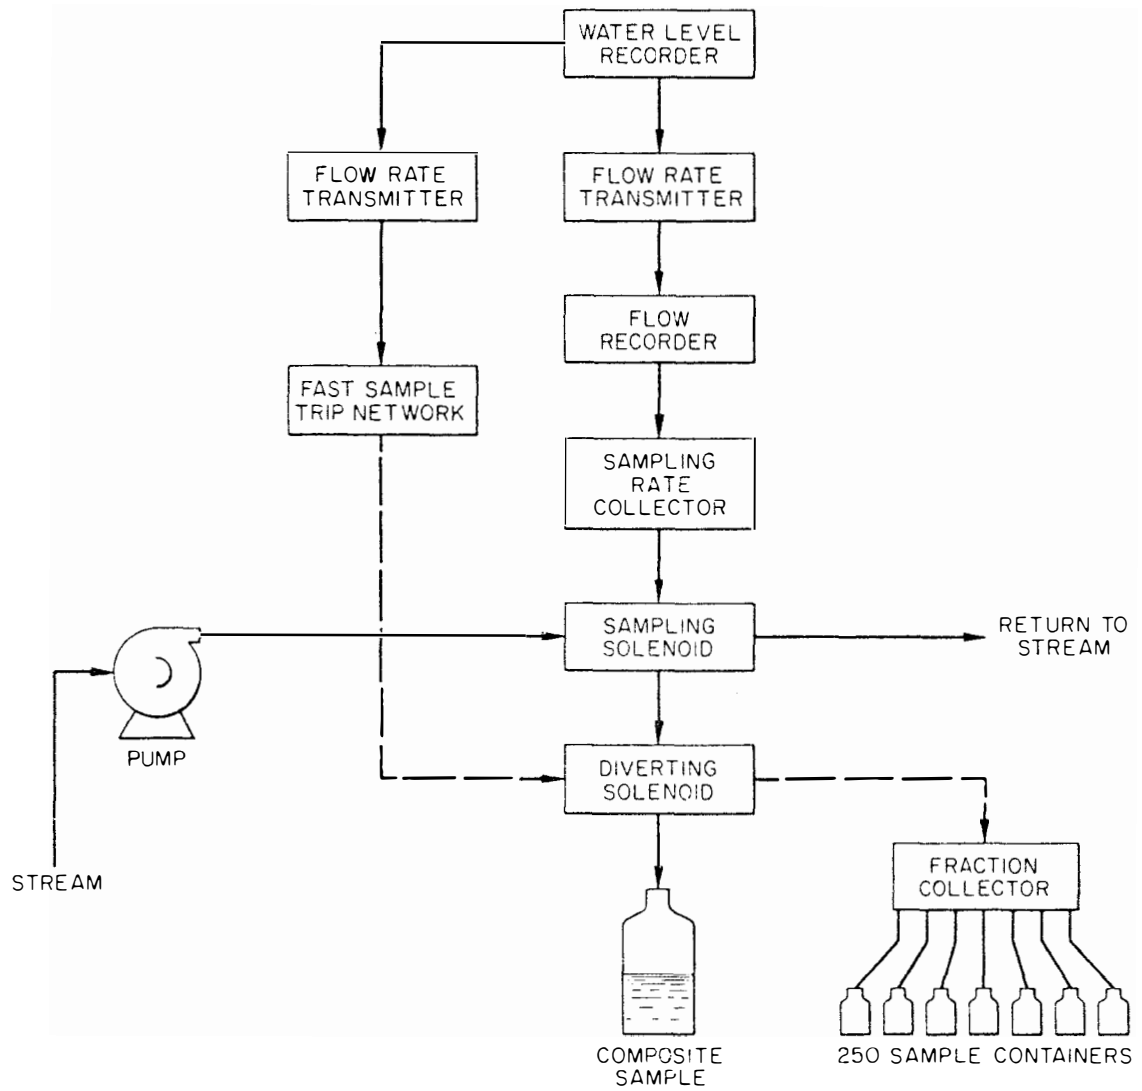 WATER LEVEL
RECORDER
FLOW RATE
TRANSMITTER
FLOW RATE
TRANSMITTER
FLOW
RECORDER
FAST SAMPLE
TRIP NETWORK
SAMPLING
RATE
COLLECTOR
SAMPLING
SOLENOID
RETURN TO
STREAM
PUMP
DIVERTING
SOLENOID
STREAM
FRACTION
COLLECTOR
COMPOSITE
SAMPLE
250 SAMPLE CONTAINERS